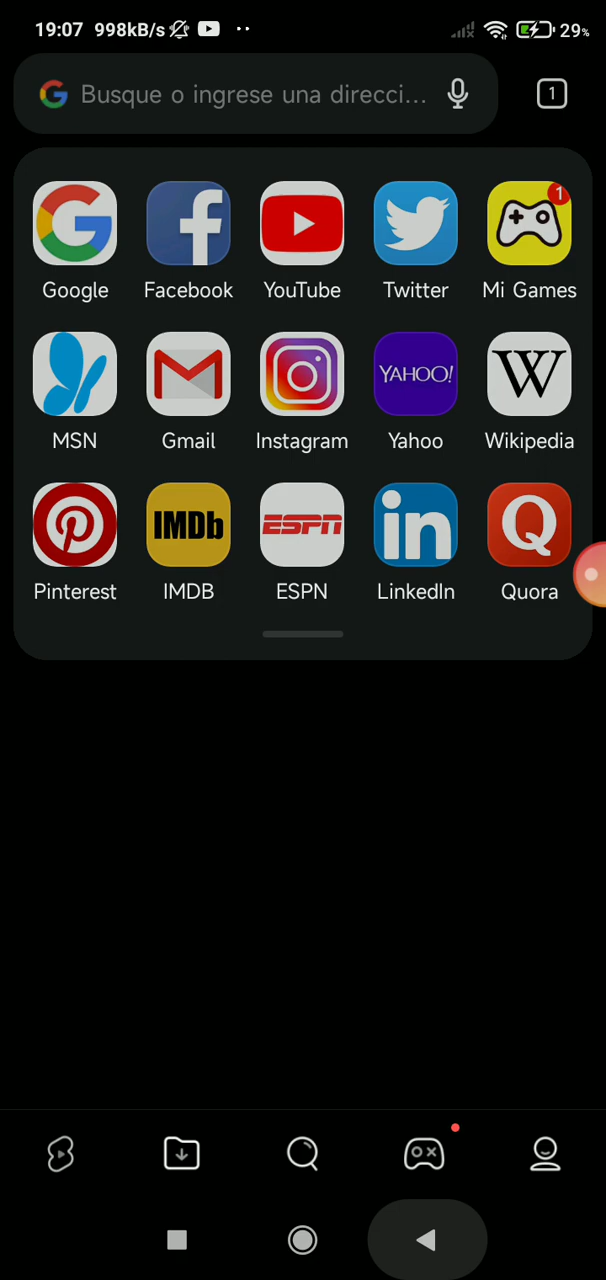 19:07 998kB/s 29%
Busque o ingrese una direcci... 1
1
Google Facebook YouTube Twitter Mi Games
YAHOO! W
MSN Gmail Instagram Yahoo Wikipedia
IMDb ESPN in Q
Pinterest IMDB ESPN LinkedIn Quora